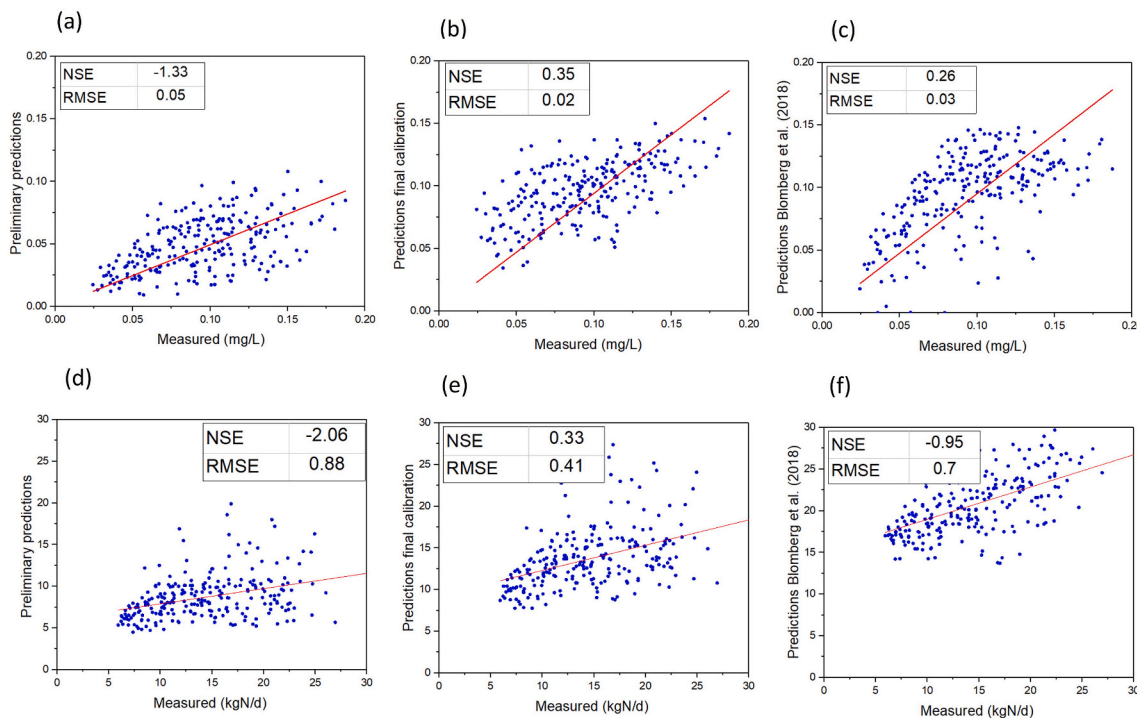 (a)
(b)
(c)
0.20
0.15
0.10
0.05
0.00
Preliminary predictions
NSE -1.33
RMSE 0.05
0.00 0.05 0.10 0.15 0.20
Measured (mg/L)
0.20
0.15
0.10
0.05
0.00
Predictions final calibration
NSE 0.35
RMSE 0.02
0.00 0.05 0.10 0.15 0.20
Measured (mg/L)
0.20
0.15
0.10
0.05
0.00
Predictions Blomberg et al. (2018)
NSE 0.26
RMSE 0.03
0.00 0.05 0.10 0.15 0.20
Measured (mg/L)
(d)
(e)
(f)
30
25
20
15
10
5
0
Preliminary predictions
NSE -2.06
RMSE 0.88
0 5 10 15 20 25 30
Measured (kgN/d)
30
25
20
15
10
5
0
Predictions final calibration
NSE 0.33
RMSE 0.41
0 5 10 15 20 25 30
Measured (kgN/d)
30
25
20
15
10
5
0
Predictions Blomberg et al. (2018)
NSE -0.95
RMSE 0.7
0 5 10 15 20 25 30
Measured (kgN/d)